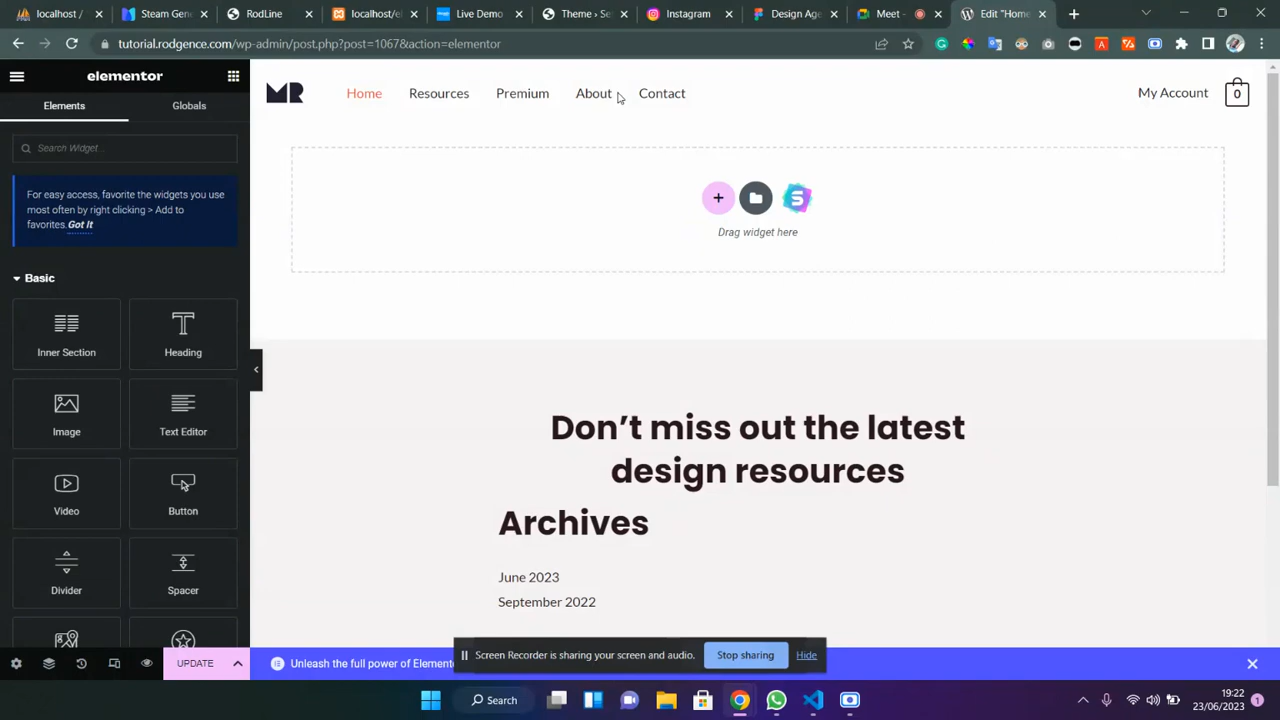 localhost/
localhost/se
RodLine
localhost/e
Live Demo
Theme › Se
Instagram
Design Age
Meet -
Edit "Home
tutorial.rodgence.com/wp-admin/post.php?post=1067&action=elementor
elementor
Elements
Globals
Search Widget...
For easy access, favorite the widgets you use
most often by right clicking > Add to
favorites. Got It
Basic
Inner Section
Heading
Image
Text Editor
Video
Button
Divider
Spacer
UPDATE
MR
Home
Resources
Premium
About
Contact
My Account
0
Drag widget here
Don’t miss out the latest
design resources
Archives
June 2023
September 2022
Unleash the full power of Elemento
Screen Recorder is sharing your screen and audio.
Stop sharing
Hide
Search
19:22
23/06/2023
1